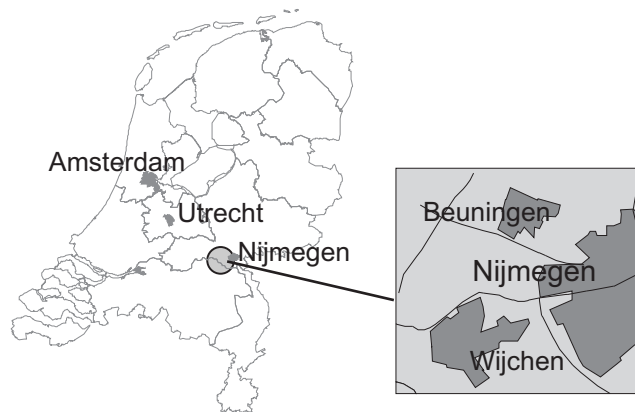 Amsterdam
Utrecht
Nijmegen
Beuningen
Nijmegen
Wijchen